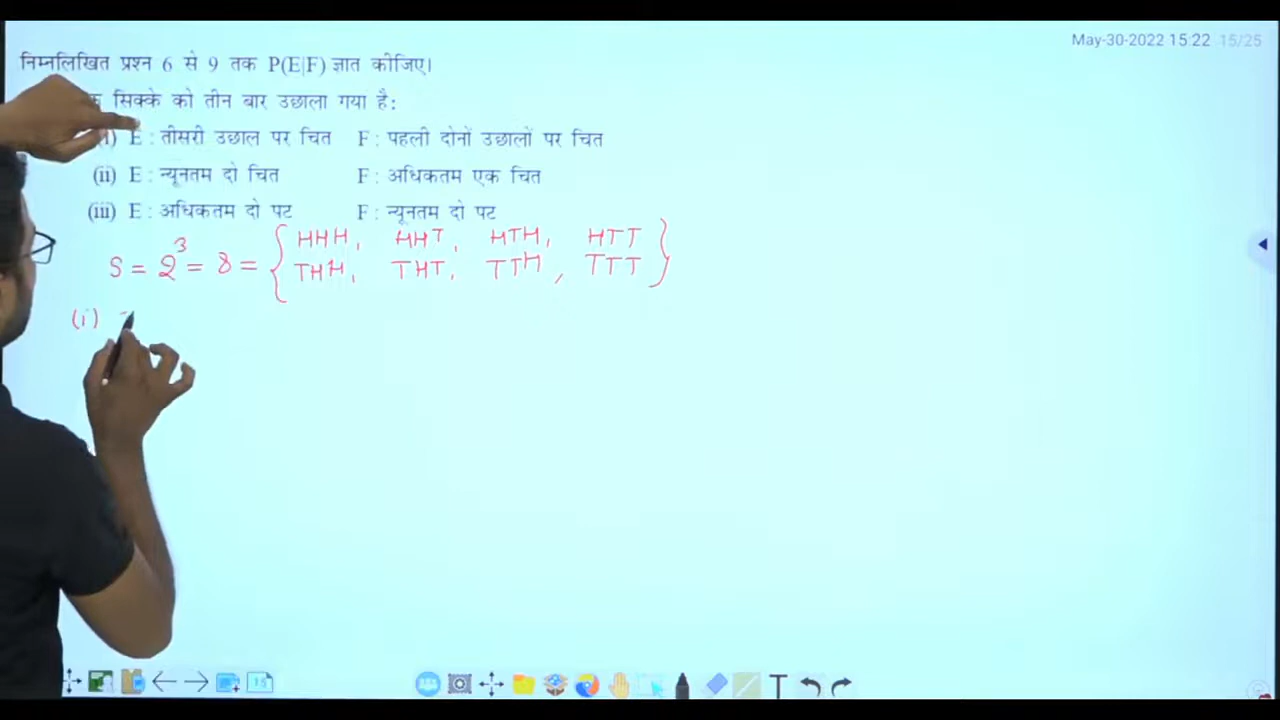 May-30-2022 15:22 15/25
निम्नलिखित प्रश्न 6 से 9 तक P(E|F) ज्ञात कीजिए।
सिक्के को तीन बार उछाला गया है:
E : तीसरी उछाल पर चित F : पहली दोनों उछालों पर चित
(ii) E : न्यूनतम दो चित F : अधिकतम एक चित
(iii) E : अधिकतम दो पट F : न्यूनतम दो पट
S = 2³ = 8 = { HHH, HHT, HTH, HTT
THH, THT, TTH, TTT }
(i)